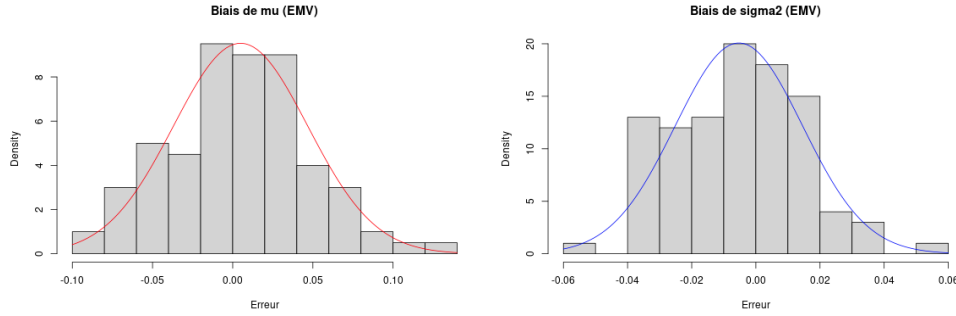 Biais de mu (EMV)
Density
0 2 4 6 8
-0.10 -0.05 0.00 0.05 0.10
Erreur
Biais de sigma2 (EMV)
Density
0 5 10 15 20
-0.06 -0.04 -0.02 0.00 0.02 0.04 0.06
Erreur